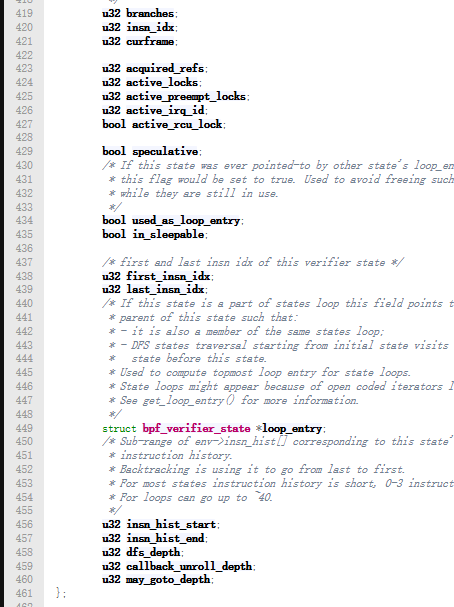 419 u32 branches;
420 u32 insn_idx;
421 u32 curframe;
422
423 u32 acquired_refs;
424 u32 active_locks;
425 u32 active_preempt_locks;
426 u32 active_irq_id;
427 bool active_rcu_lock;
428
429 bool speculative;
430 /* If this state was ever pointed-to by other state's loop_en
431 * this flag would be set to true. Used to avoid freeing such
432 * while they are still in use.
433 */
434 bool used_as_loop_entry;
435 bool in_sleepable;
436
437 /* first and last insn idx of this verifier state */
438 u32 first_insn_idx;
439 u32 last_insn_idx;
440 /* If this state is a part of states loop this field points t
441 * parent of this state such that:
442 * - it is also a member of the same states loop;
443 * - DFS states traversal starting from initial state visits
444 * state before this state.
445 * Used to compute topmost loop entry for state loops.
446 * State loops might appear because of open coded iterators l
447 * See get_loop_entry() for more information.
448 */
449 struct bpf_verifier_state *loop_entry;
450 /* Sub-range of env->insn_hist[] corresponding to this state'
451 * instruction history.
452 * Backtracking is using it to go from last to first.
453 * For most states instruction history is short, 0-3 instruct
454 * For loops can go up to ~40.
455 */
456 u32 insn_hist_start;
457 u32 insn_hist_end;
458 u32 dfs_depth;
459 u32 callback_unroll_depth;
460 u32 may_goto_depth;
461 };